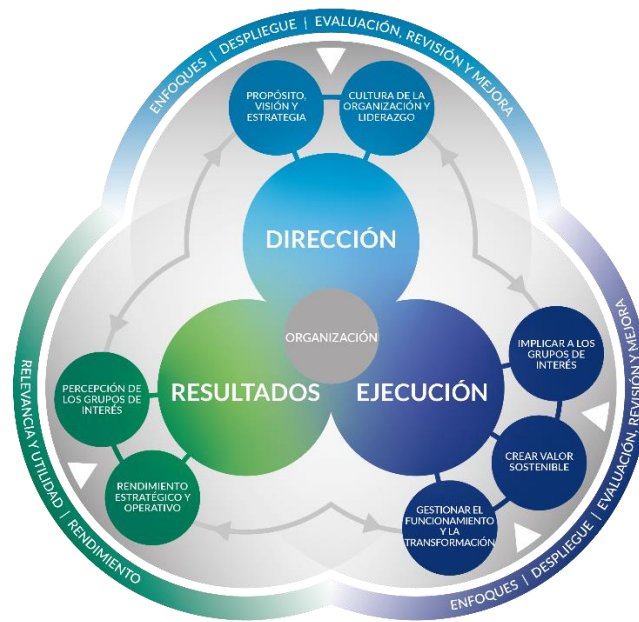 ENFOQUES | DESPLIEGUE | EVALUACIÓN, REVISIÓN Y MEJORA
PROPÓSITO,
VISIÓN Y
ESTRATEGIA
CULTURA DE LA
ORGANIZACIÓN Y
LIDERAZGO
DIRECCIÓN
ORGANIZACIÓN
RESULTADOS
EJECUCIÓN
PERCEPCIÓN DE
LOS GRUPOS DE
INTERÉS
RENDIMIENTO
ESTRATÉGICO Y
OPERATIVO
IMPLICAR A LOS
GRUPOS DE
INTERÉS
CREAR VALOR
SOSTENIBLE
GESTIONAR EL
FUNCIONAMIENTO
Y LA
TRANSFORMACIÓN
RELEVANCIA Y UTILIDAD | RENDIMIENTO
ENFOQUES | DESPLIEGUE | EVALUACIÓN, REVISIÓN Y MEJORA